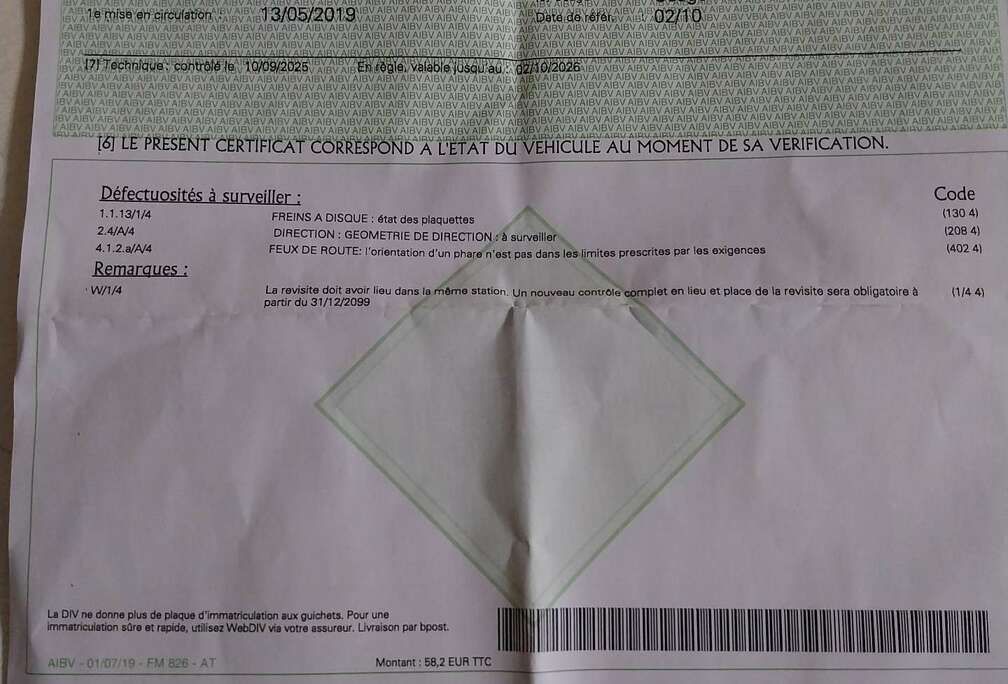 1e mise en circulation : 13/05/2019
Date de référ. : 02/10
[7] Technique : contrôlé le 10/09/2025 En règle, valable jusqu'au : 02/10/2026
[6] LE PRESENT CERTIFICAT CORRESPOND A L'ETAT DU VEHICULE AU MOMENT DE SA VERIFICATION.
Défectuosités à surveiller : Code
1.1.13/1/4 FREINS A DISQUE : état des plaquettes (130 4)
2.4/A/4 DIRECTION : GEOMETRIE DE DIRECTION : à surveiller (208 4)
4.1.2.a/A/4 FEUX DE ROUTE: l'orientation d'un phare n'est pas dans les limites prescrites par les exigences (402 4)
Remarques :
W/1/4 La revisite doit avoir lieu dans la même station. Un nouveau contrôle complet en lieu et place de la revisite sera obligatoire à (1/4 4)
partir du 31/12/2099
La DIV ne donne plus de plaque d'immatriculation aux guichets. Pour une
immatriculation sûre et rapide, utilisez WebDIV via votre assureur. Livraison par bpost.
AIBV - 01/07/19 - FM 826 - AT Montant : 58,2 EUR TTC